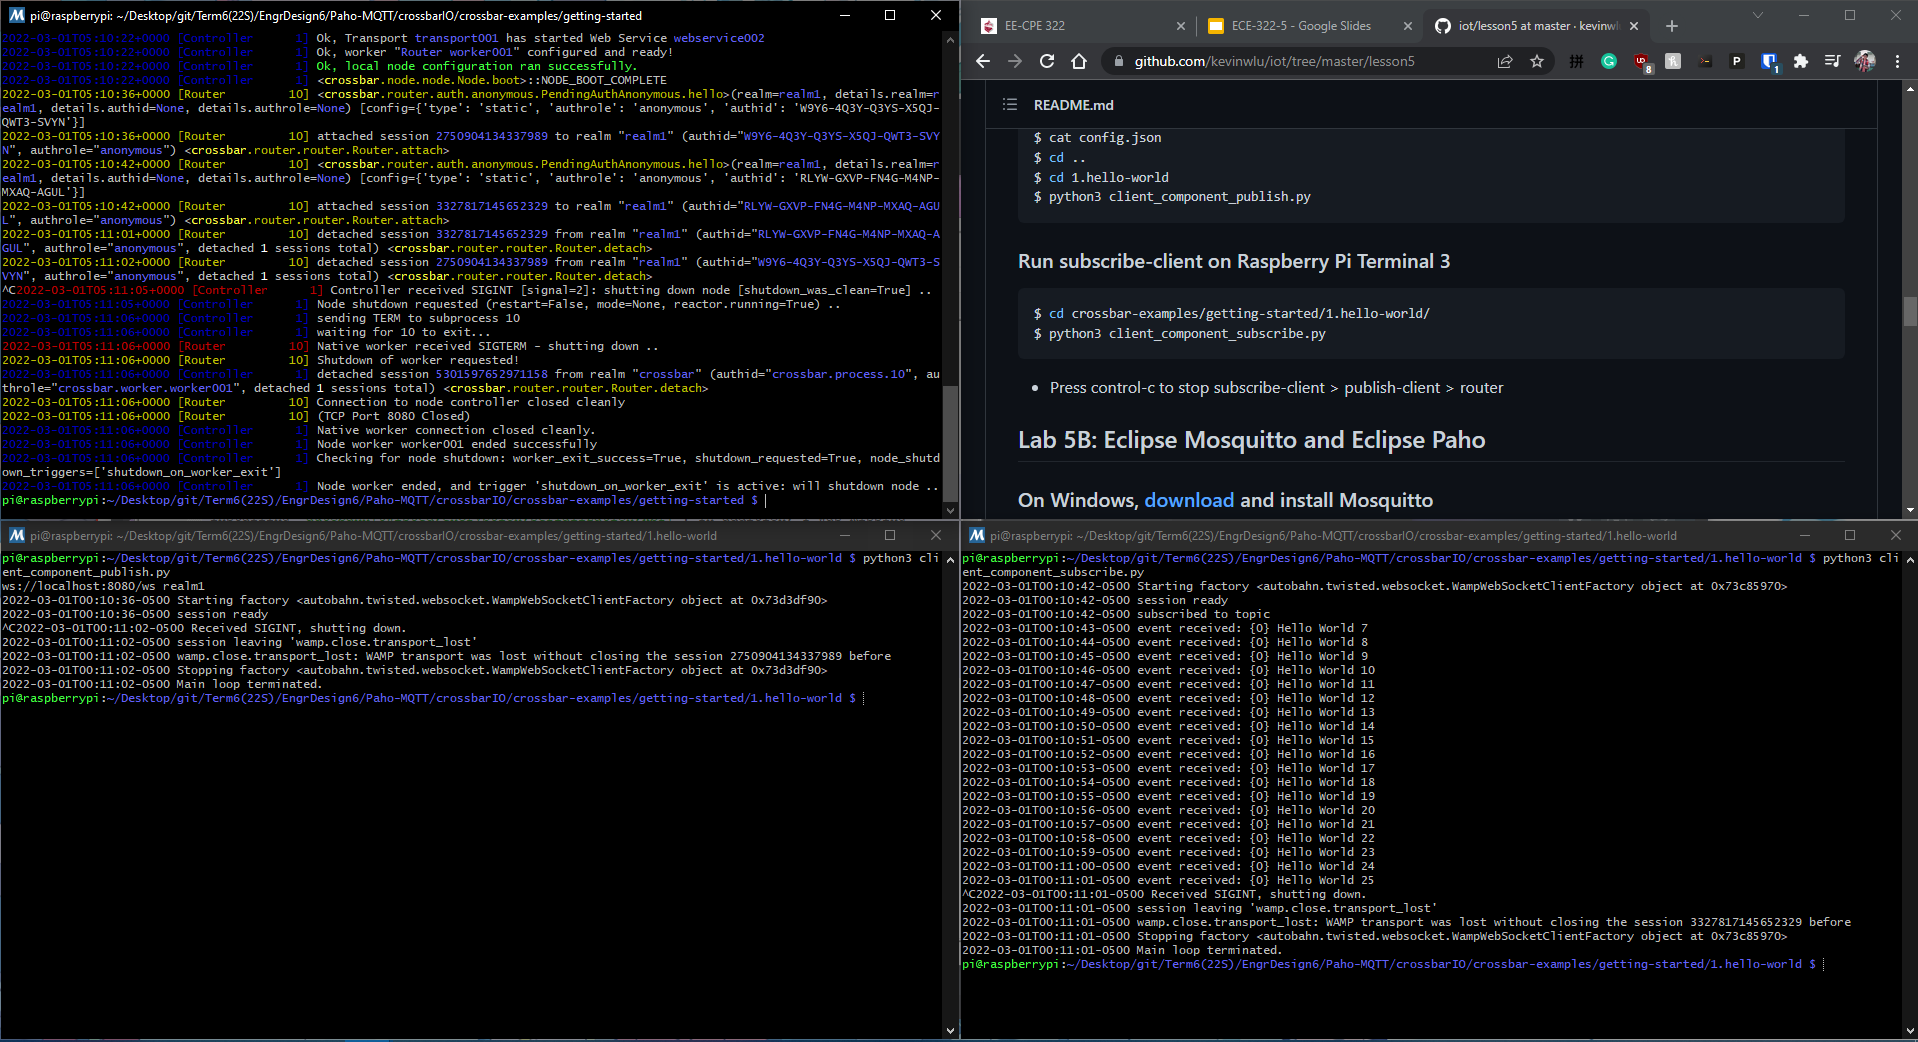 pi@raspberrypi: ~/Desktop/git/Term6(22S)/EngrDesign6/Paho-MQTT/crossbarIO/crossbar-examples/getting-started
2022-03-01T05:10:22+0000 [Controller       1] Ok, Transport transport001 has started Web Service webservice002
2022-03-01T05:10:22+0000 [Controller       1] Ok, worker "Router worker001" configured and ready!
2022-03-01T05:10:22+0000 [Controller       1] Ok, local node configuration ran successfully.
2022-03-01T05:10:22+0000 [Controller       1] <crossbar.node.node.Node.boot>::NODE_BOOT_COMPLETE
2022-03-01T05:10:36+0000 [Router         10] <crossbar.router.auth.anonymous.PendingAuthAnonymous.hello>(realm=realm1, details.realm=r
ealm1, details.authid=None, details.authrole=None) [config={'type': 'static', 'authrole': 'anonymous', 'authid': 'W9Y6-4Q3Y-Q3YS-X5QJ-
QWT3-SVYN'}]
2022-03-01T05:10:36+0000 [Router         10] attached session 2750904134337989 to realm "realm1" (authid="W9Y6-4Q3Y-Q3YS-X5QJ-QWT3-SVY
N", authrole="anonymous") <crossbar.router.router.Router.attach>
2022-03-01T05:10:42+0000 [Router         10] <crossbar.router.auth.anonymous.PendingAuthAnonymous.hello>(realm=realm1, details.realm=r
ealm1, details.authid=None, details.authrole=None) [config={'type': 'static', 'authrole': 'anonymous', 'authid': 'RLYW-GXVP-FN4G-M4NP-
MXAQ-AGUL'}]
2022-03-01T05:10:42+0000 [Router         10] attached session 3327817145652329 to realm "realm1" (authid="RLYW-GXVP-FN4G-M4NP-MXAQ-AGU
L", authrole="anonymous") <crossbar.router.router.Router.attach>
2022-03-01T05:11:01+0000 [Router         10] detached session 3327817145652329 from realm "realm1" (authid="RLYW-GXVP-FN4G-M4NP-MXAQ-A
GUL", authrole="anonymous", detached 1 sessions total) <crossbar.router.router.Router.detach>
2022-03-01T05:11:02+0000 [Router         10] detached session 2750904134337989 from realm "realm1" (authid="W9Y6-4Q3Y-Q3YS-X5QJ-QWT3-S
VYN", authrole="anonymous", detached 1 sessions total) <crossbar.router.router.Router.detach>
^C2022-03-01T05:11:05+0000 [Controller       1] Controller received SIGINT [signal=2]: shutting down node [shutdown_was_clean=True] ..
2022-03-01T05:11:05+0000 [Controller       1] Node shutdown requested (restart=False, mode=None, reactor.running=True) ..
2022-03-01T05:11:05+0000 [Controller       1] sending TERM to subprocess 10
2022-03-01T05:11:06+0000 [Controller       1] waiting for 10 to exit...
2022-03-01T05:11:06+0000 [Router         10] Native worker received SIGTERM - shutting down ..
2022-03-01T05:11:06+0000 [Router         10] Shutdown of worker requested!
2022-03-01T05:11:06+0000 [Controller       1] detached session 5301597652971158 from realm "crossbar" (authid="crossbar.process.10", au
throle="crossbar.worker.worker001", detached 1 sessions total) <crossbar.router.router.Router.detach>
2022-03-01T05:11:06+0000 [Router         10] Connection to node controller closed cleanly
2022-03-01T05:11:06+0000 [Router         10] (TCP Port 8080 Closed)
2022-03-01T05:11:06+0000 [Controller       1] Native worker connection closed cleanly.
2022-03-01T05:11:06+0000 [Controller       1] Node worker worker001 ended successfully
2022-03-01T05:11:06+0000 [Controller       1] Checking for node shutdown: worker_exit_success=True, shutdown_requested=True, node_shutd
own_triggers=['shutdown_on_worker_exit']
2022-03-01T05:11:06+0000 [Controller       1] Node worker ended, and trigger 'shutdown_on_worker_exit' is active: will shutdown node ..
pi@raspberrypi:~/Desktop/git/Term6(22S)/EngrDesign6/Paho-MQTT/crossbarIO/crossbar-examples/getting-started $
EE-CPE 322
ECE-322-5 - Google Slides
iot/lesson5 at master · kevinwlu
github.com/kevinwlu/iot/tree/master/lesson5
README.md
$ cat config.json
$ cd ..
$ cd 1.hello-world
$ python3 client_component_publish.py
Run subscribe-client on Raspberry Pi Terminal 3
$ cd crossbar-examples/getting-started/1.hello-world/
$ python3 client_component_subscribe.py
• Press control-c to stop subscribe-client > publish-client > router
Lab 5B: Eclipse Mosquitto and Eclipse Paho
On Windows, download and install Mosquitto
pi@raspberrypi: ~/Desktop/git/Term6(22S)/EngrDesign6/Paho-MQTT/crossbarIO/crossbar-examples/getting-started/1.hello-world
pi@raspberrypi:~/Desktop/git/Term6(22S)/EngrDesign6/Paho-MQTT/crossbarIO/crossbar-examples/getting-started/1.hello-world $ python3 cli
ent_component_publish.py
ws://localhost:8080/ws realm1
2022-03-01T00:10:36-0500 Starting factory <autobahn.twisted.websocket.WampWebSocketClientFactory object at 0x73d3df90>
2022-03-01T00:10:36-0500 session ready
^C2022-03-01T00:11:02-0500 Received SIGINT, shutting down.
2022-03-01T00:11:02-0500 session leaving 'wamp.close.transport_lost'
2022-03-01T00:11:02-0500 wamp.close.transport_lost: WAMP transport was lost without closing the session 2750904134337989 before
2022-03-01T00:11:02-0500 Stopping factory <autobahn.twisted.websocket.WampWebSocketClientFactory object at 0x73d3df90>
2022-03-01T00:11:02-0500 Main loop terminated.
pi@raspberrypi:~/Desktop/git/Term6(22S)/EngrDesign6/Paho-MQTT/crossbarIO/crossbar-examples/getting-started/1.hello-world $
pi@raspberrypi: ~/Desktop/git/Term6(22S)/EngrDesign6/Paho-MQTT/crossbarIO/crossbar-examples/getting-started/1.hello-world
pi@raspberrypi:~/Desktop/git/Term6(22S)/EngrDesign6/Paho-MQTT/crossbarIO/crossbar-examples/getting-started/1.hello-world $ python3 cli
ent_component_subscribe.py
2022-03-01T00:10:42-0500 Starting factory <autobahn.twisted.websocket.WampWebSocketClientFactory object at 0x73c85970>
2022-03-01T00:10:42-0500 session ready
2022-03-01T00:10:42-0500 subscribed to topic
2022-03-01T00:10:43-0500 event received: {0} Hello World 7
2022-03-01T00:10:44-0500 event received: {0} Hello World 8
2022-03-01T00:10:45-0500 event received: {0} Hello World 9
2022-03-01T00:10:46-0500 event received: {0} Hello World 10
2022-03-01T00:10:47-0500 event received: {0} Hello World 11
2022-03-01T00:10:48-0500 event received: {0} Hello World 12
2022-03-01T00:10:49-0500 event received: {0} Hello World 13
2022-03-01T00:10:50-0500 event received: {0} Hello World 14
2022-03-01T00:10:51-0500 event received: {0} Hello World 15
2022-03-01T00:10:52-0500 event received: {0} Hello World 16
2022-03-01T00:10:53-0500 event received: {0} Hello World 17
2022-03-01T00:10:54-0500 event received: {0} Hello World 18
2022-03-01T00:10:55-0500 event received: {0} Hello World 19
2022-03-01T00:10:56-0500 event received: {0} Hello World 20
2022-03-01T00:10:57-0500 event received: {0} Hello World 21
2022-03-01T00:10:58-0500 event received: {0} Hello World 22
2022-03-01T00:10:59-0500 event received: {0} Hello World 23
2022-03-01T00:11:00-0500 event received: {0} Hello World 24
2022-03-01T00:11:01-0500 event received: {0} Hello World 25
^C2022-03-01T00:11:01-0500 Received SIGINT, shutting down.
2022-03-01T00:11:01-0500 session leaving 'wamp.close.transport_lost'
2022-03-01T00:11:01-0500 wamp.close.transport_lost: WAMP transport was lost without closing the session 3327817145652329 before
2022-03-01T00:11:01-0500 Stopping factory <autobahn.twisted.websocket.WampWebSocketClientFactory object at 0x73c85970>
2022-03-01T00:11:01-0500 Main loop terminated.
pi@raspberrypi:~/Desktop/git/Term6(22S)/EngrDesign6/Paho-MQTT/crossbarIO/crossbar-examples/getting-started/1.hello-world $